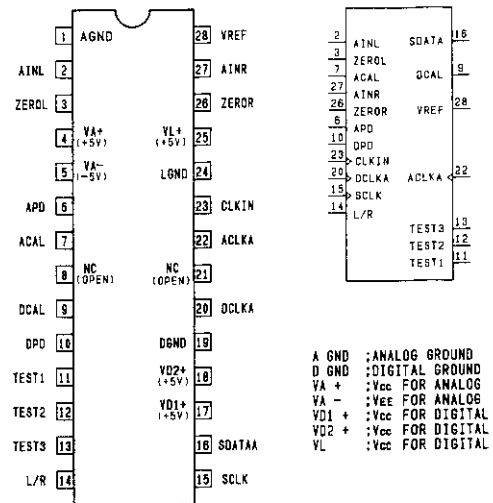 1 AGND VREF 28
AINL 2 27 AINR
ZEROL 3 26 ZEROR
4 VA+ (+5V) VL+ (+5V) 25
5 VA- (-5V) LGND 24
APD 6 23 CLKIN
ACAL 7 22 ACLKA
8 NC (OPEN) NC (OPEN) 21
DCAL 9 20 DCLKA
DPD 10 DGND 19
TEST1 11 VD2+ (+5V) 18
TEST2 12 VD1+ (+5V) 17
TEST3 13 16 SDATAA
L/R 14 15 SCLK
2 AINL SDATA 16
3 ZEROL
7 ACAL DCAL 9
27 AINR
26 ZEROR VREF 28
6 APD
10 DPD
23 CLKIN
20 DCLKA ACLKA 22
15 SCLK
14 L/R
TEST3 13
TEST2 12
TEST1 11
A GND ;ANALOG GROUND
D GND ;DIGITAL GROUND
VA + ;Vcc FOR ANALOG
VA - ;VEE FOR ANALOG
VD1 + ;Vcc FOR DIGITAL
VD2 + ;Vcc FOR DIGITAL
VL ;Vcc FOR DIGITAL